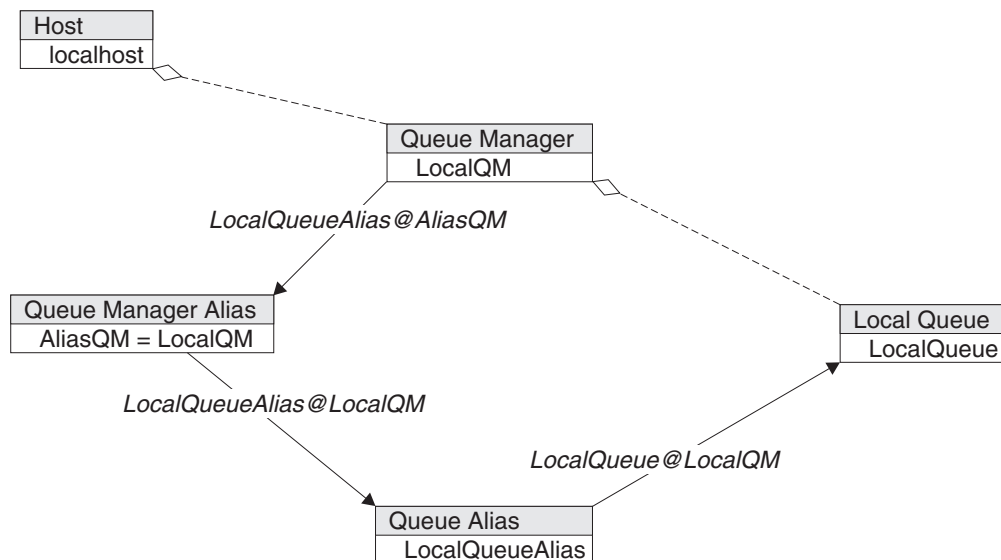 Host
localhost
Queue Manager
LocalQM
LocalQueueAlias@AliasQM
Queue Manager Alias
AliasQM = LocalQM
Local Queue
LocalQueue
LocalQueueAlias@LocalQM
LocalQueue@LocalQM
Queue Alias
LocalQueueAlias